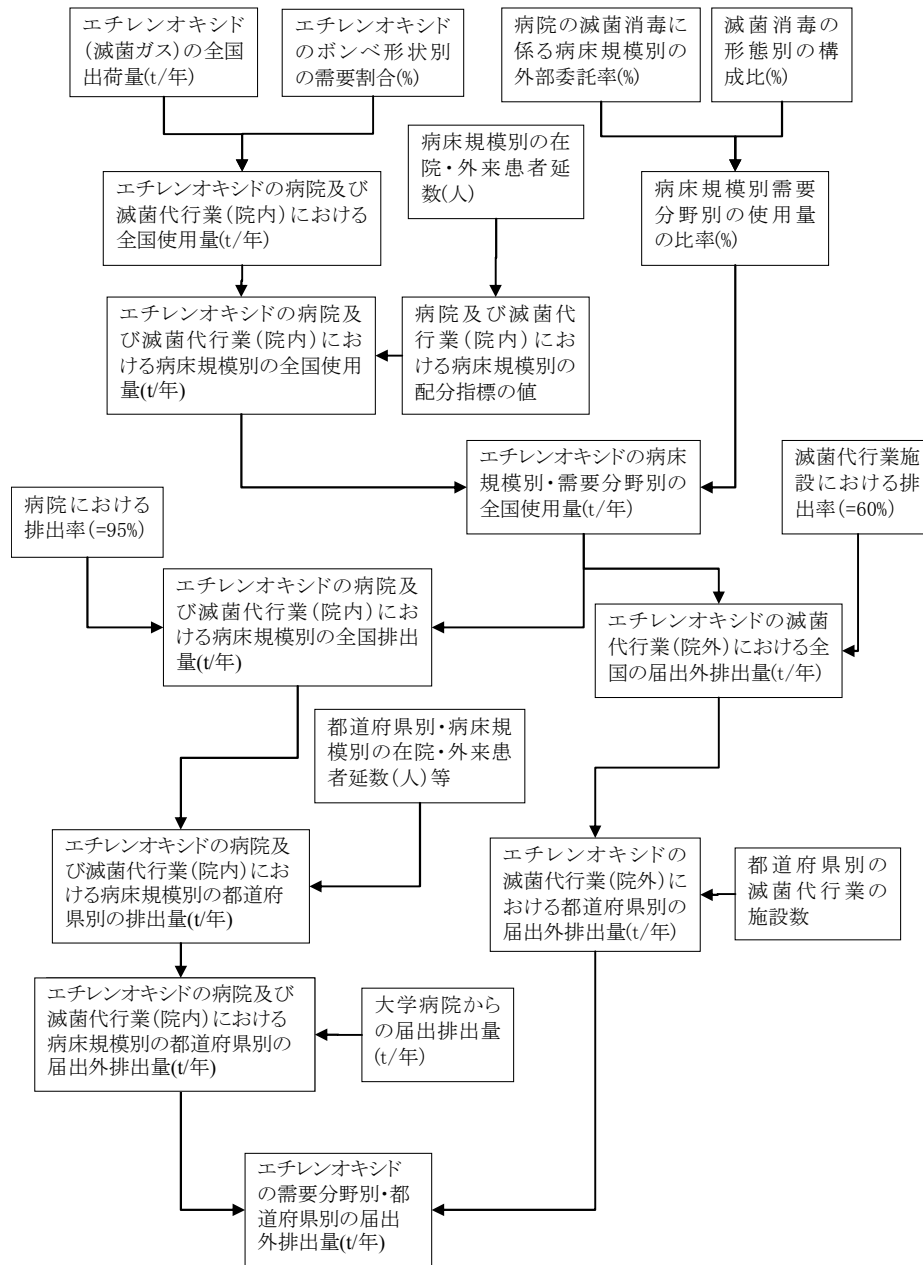 エチレンオキシド
(滅菌ガス)の全国
出荷量(t/年)
エチレンオキシド
のボンベ形状別
の需要割合(%)
病院の滅菌消毒に
係る病床規模別の
外部委託率(%)
滅菌消毒の
形態別の構
成比(%)
病床規模別の在
院・外来患者延
数(人)
エチレンオキシドの病院及び
滅菌代行業(院内)における
全国使用量(t/年)
病床規模別需要
分野別の使用量
の比率(%)
エチレンオキシドの病院及
び滅菌代行業(院内)にお
ける病床規模別の全国使用
量(t/年)
病院及び滅菌代
行業(院内)にお
ける病床規模別の
配分指標の値
エチレンオキシドの病床
規模別・需要分野別の
全国使用量(t/年)
滅菌代行業施
設における排
出率(=60%)
病院における
排出率(=95%)
エチレンオキシドの病院及
び滅菌代行業(院内)にお
ける病床規模別の全国排出
量(t/年)
エチレンオキシドの滅菌
代行業(院外)における全
国の届出外排出量(t/年)
都道府県別・病床規
模別の在院・外来患
者延数(人)等
エチレンオキシドの病院及
び滅菌代行業(院内)にお
ける病床規模別の都道府
県別の排出量(t/年)
エチレンオキシドの
滅菌代行業(院外)に
おける都道府県別の
届出外排出量(t/年)
都道府県別の
滅菌代行業の
施設数
エチレンオキシドの病院及び
滅菌代行業(院内)における
病床規模別の都道府県別の
届出外排出量(t/年)
大学病院から
の届出排出量
(t/年)
エチレンオキシド
の需要分野別・都
道府県別の届出
外排出量(t/年)